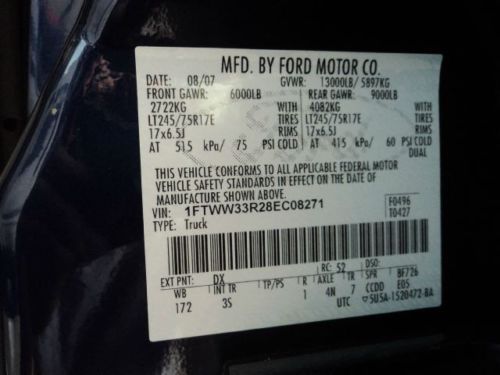 MFD. BY FORD MOTOR CO.
DATE: 08/07 GVWR: 13000LB/ 5897KG
FRONT GAWR: 6000LB REAR GAWR: 9000LB
2722KG WITH 4082KG WITH
LT245/75R17E TIRES LT245/75R17E TIRES
17x6.5J RIMS 17x6.5J RIMS
AT 515 kPa/ 75 PSI COLD AT 415 kPa/ 60 PSI COLD
DUAL
THIS VEHICLE CONFORMS TO ALL APPLICABLE FEDERAL MOTOR
VEHICLE SAFETY STANDARDS IN EFFECT ON THE DATE OF
MANUFACTURE SHOWN ABOVE.
VIN: 1FTWW33R28EC08271 F0496
TYPE: Truck T0427
EXT PNT: DX RC: 52 DSO:
WB INT TR TP/PS R AXLE TR SPR BF726
172 3S 1 4N 7 CCDD E05
UTC 5U5A-1520472-BA